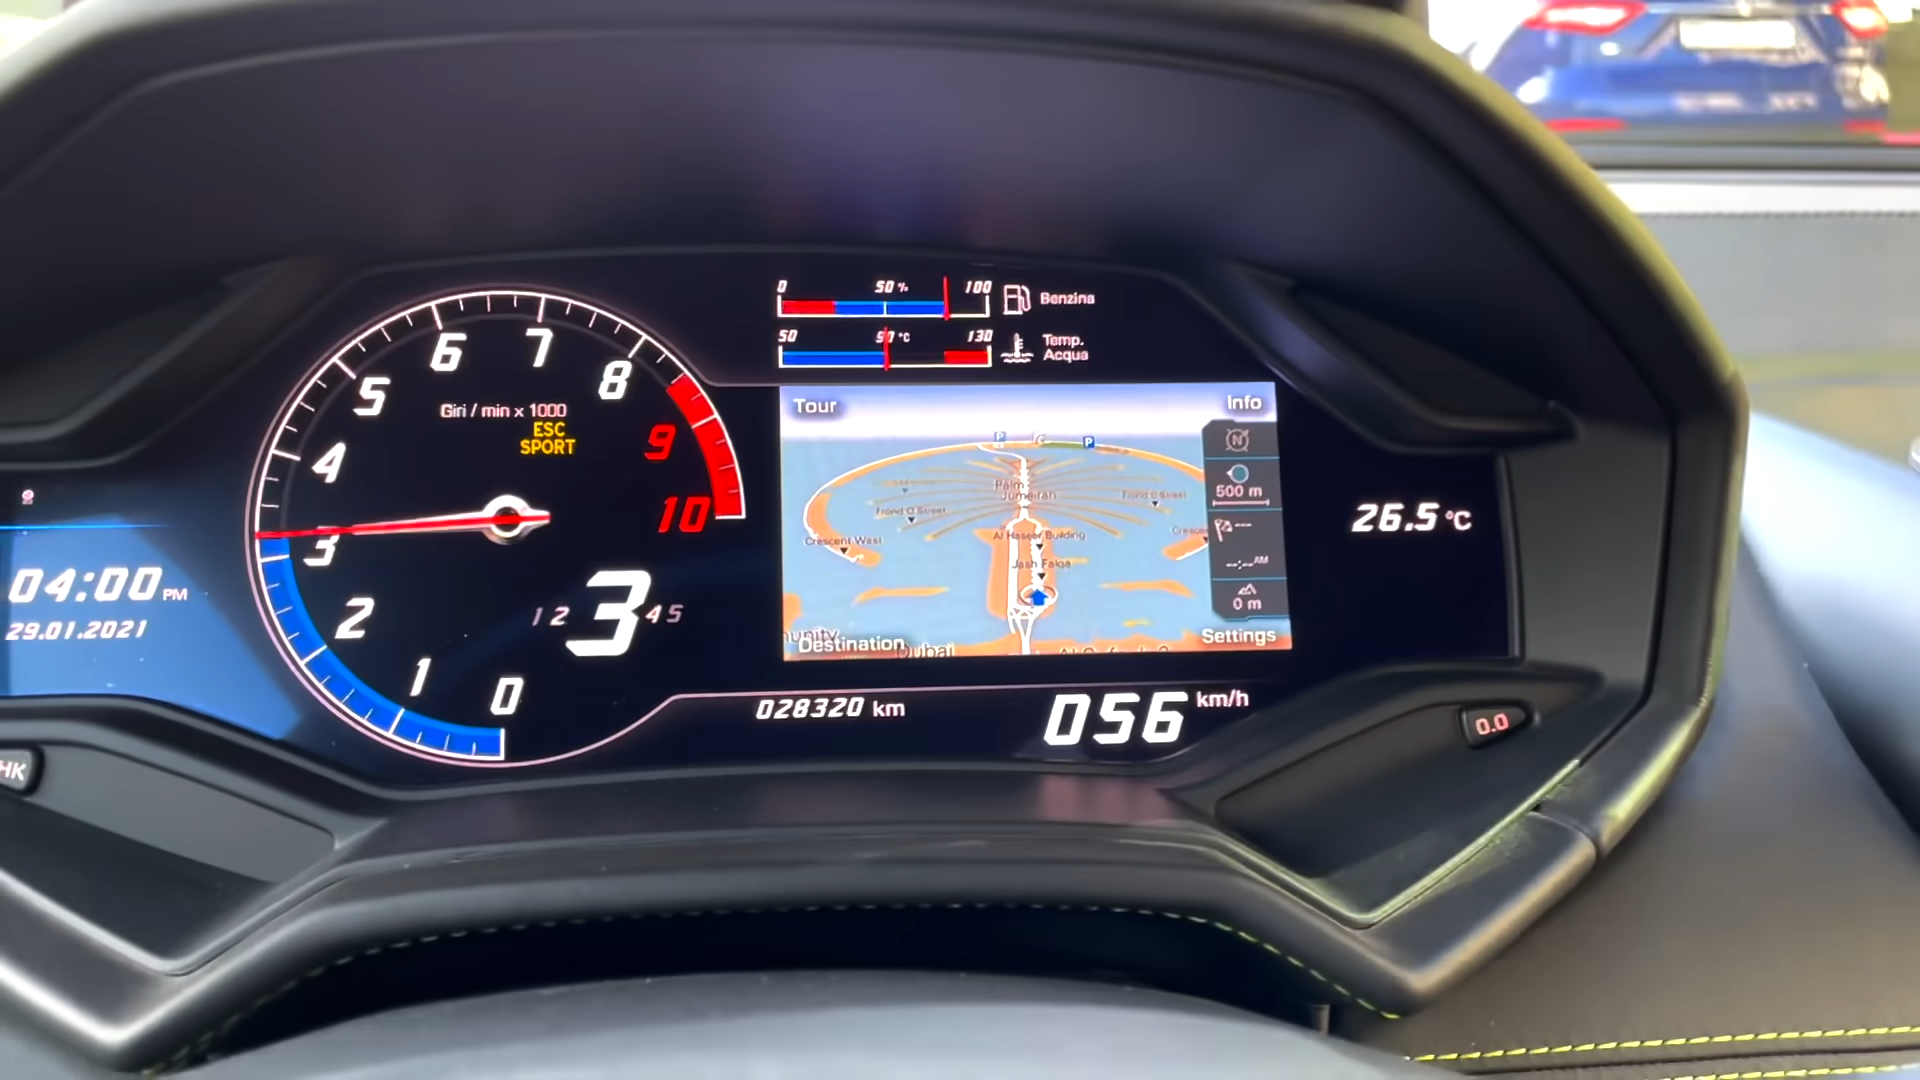 0 50 % 100
Benzina
50 90 °C 130
Temp.
Acqua
7
6
8
5
Giri / min x 1000
ESC
SPORT
9
4
10
3
2
1
0
1 2 3 4 5
04:00 PM
29.01.2021
Tour
Info
P
P
N
Palm
Jumeirah
500 m
Frond O Street
Crescent West
Al Haseer Building
Jash Falqa
--:-- AM
0 m
Destination
Dubai
Settings
26.5 °C
028320 km
056 km/h
0.0
HK